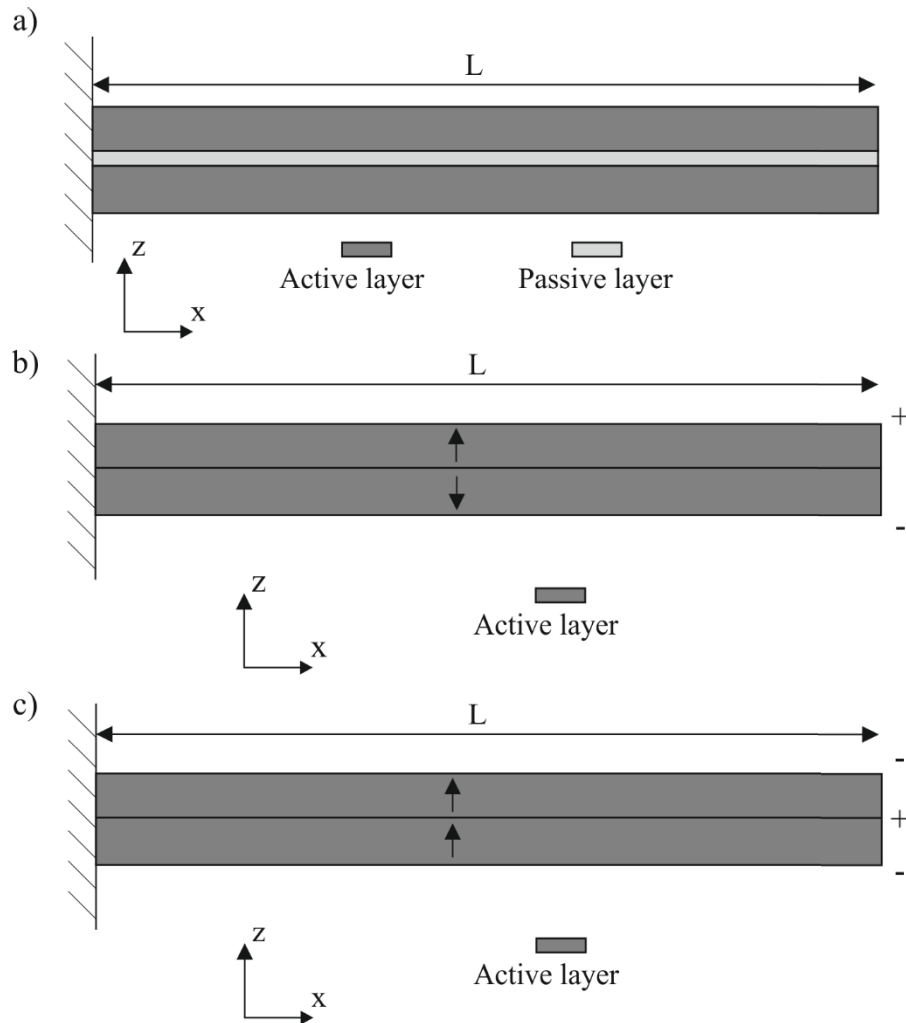 a)
L
z
x
Active layer
Passive layer
b)
L
+
-
z
x
Active layer
c)
L
-
+
-
z
x
Active layer